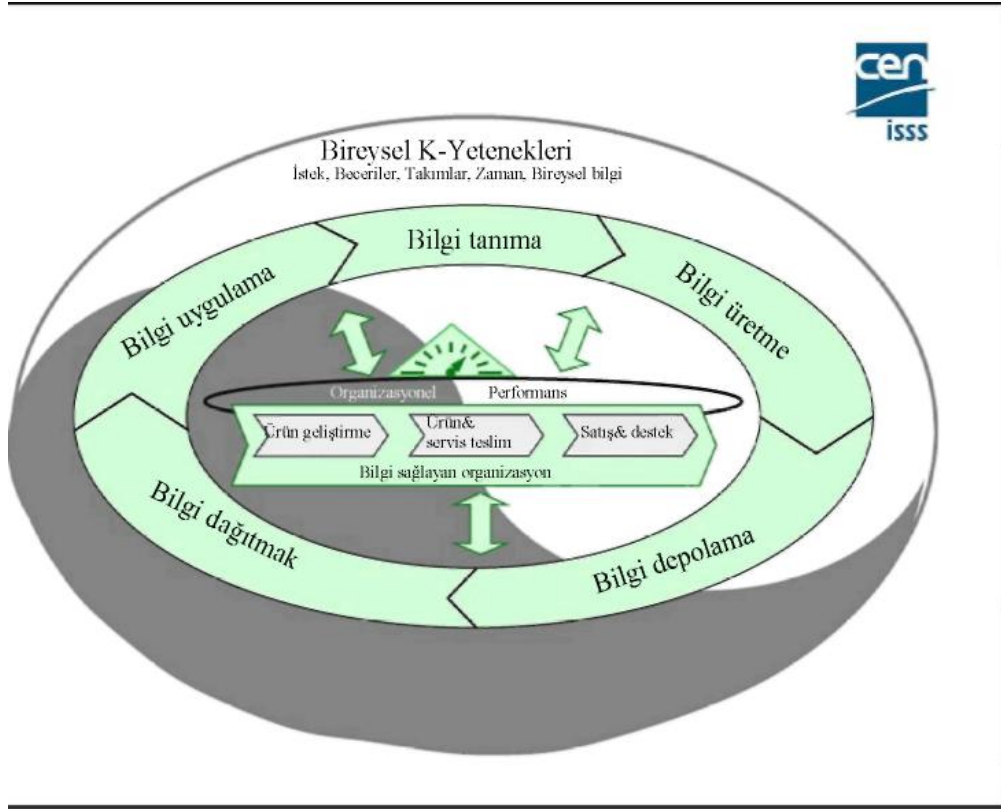 cen
isss
Bireysel K-Yetenekleri
İstek, Beceriler, Takımlar, Zaman, Bireysel bilgi
Bilgi tanıma
Bilgi üretme
Bilgi uygulama
Organizasyonel Performans
Ürün geliştirme
Ürün&
servis teslim
Satış& destek
Bilgi sağlayan organizasyon
Bilgi dağıtmak
Bilgi depolama